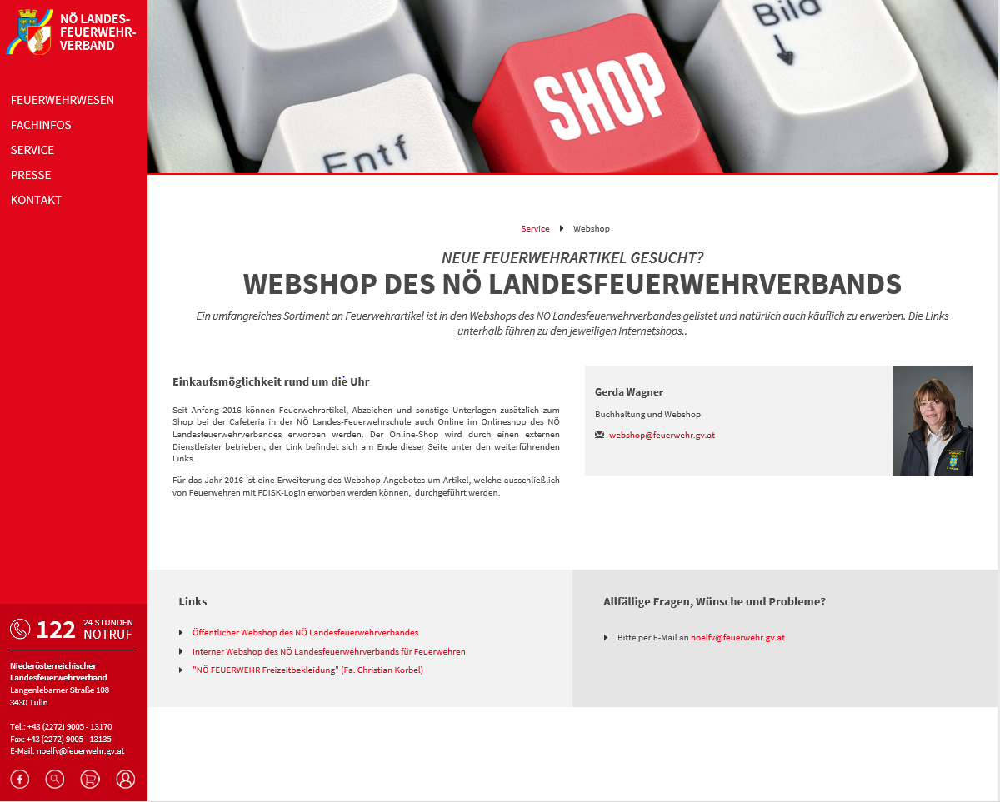 NÖ LANDES-
FEUERWEHR-
VERBAND
FEUERWEHRWESEN
FACHINFOS
SERVICE
PRESSE
KONTAKT
Entf
SHOP
Bild
Service Webshop
NEUE FEUERWEHRARTIKEL GESUCHT?
WEBSHOP DES NÖ LANDESFEUERWEHRVERBANDS
Ein umfangreiches Sortiment an Feuerwehrartikel ist in den Webshops des NÖ Landesfeuerwehrverbandes gelistet und natürlich auch käuflich zu erwerben. Die Links
unterhalb führen zu den jeweiligen Internetshops..
Einkaufsmöglichkeit rund um die Uhr
Seit Anfang 2016 können Feuerwehrartikel, Abzeichen und sonstige Unterlagen zusätzlich zum
Shop bei der Cafeteria in der NÖ Landes-Feuerwehrschule auch Online im Onlineshop des NÖ
Landesfeuerwehrverbandes erworben werden. Der Online-Shop wird durch einen externen
Dienstleister betrieben, der Link befindet sich am Ende dieser Seite unter den weiterführenden
Links.
Für das Jahr 2016 ist eine Erweiterung des Webshop-Angebotes um Artikel, welche ausschließlich
von Feuerwehren mit FDISK-Login erworben werden können, durchgeführt werden.
Gerda Wagner
Buchhaltung und Webshop
webshop@feuerwehr.gv.at
Links
Öffentlicher Webshop des NÖ Landesfeuerwehrverbandes
Interner Webshop des NÖ Landesfeuerwehrverbands für Feuerwehren
"NÖ FEUERWEHR Freizeitbekleidung" (Fa. Christian Korbel)
Allfällige Fragen, Wünsche und Probleme?
Bitte per E-Mail an noelfv@feuerwehr.gv.at
122 24 STUNDEN
NOTRUF
Niederösterreichischer
Landesfeuerwehrverband
Langenlebarner Straße 108
3430 Tulln
Tel.: +43 (2272) 9005 - 13170
Fax: +43 (2272) 9005 - 13135
E-Mail: noelfv@feuerwehr.gv.at